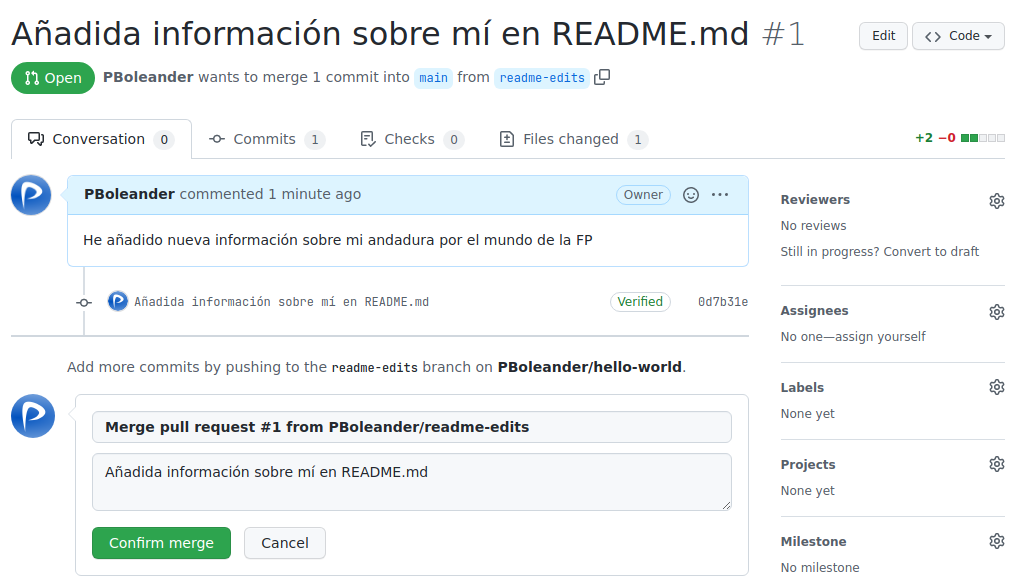 Añadida información sobre mí en README.md #1
Edit
Code
Open PBoleander wants to merge 1 commit into main from readme-edits
Conversation 0 Commits 1 Checks 0 Files changed 1
+2 −0
PBoleander commented 1 minute ago
Owner
He añadido nueva información sobre mi andadura por el mundo de la FP
Añadida información sobre mí en README.md
Verified
0d7b31e
Add more commits by pushing to the readme-edits branch on PBoleander/hello-world.
Merge pull request #1 from PBoleander/readme-edits
Añadida información sobre mí en README.md
Confirm merge
Cancel
Reviewers
No reviews
Still in progress? Convert to draft
Assignees
No one—assign yourself
Labels
None yet
Projects
None yet
Milestone
No milestone